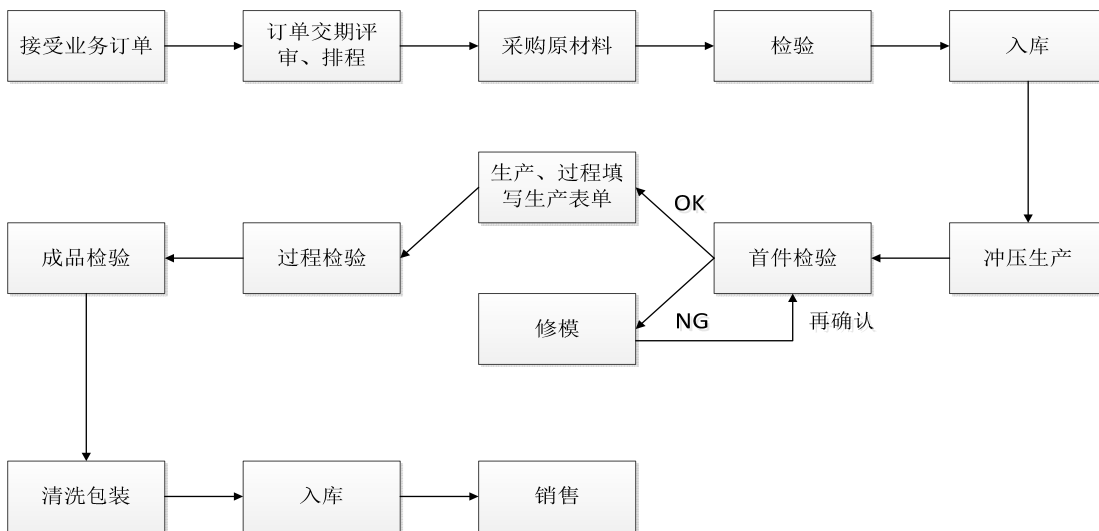 接受业务订单
订单交期评
审、排程
采购原材料
检验
入库
生产、过程填
写生产表单
OK
成品检验
过程检验
首件检验
冲压生产
修模
NG
再确认
清洗包装
入库
销售